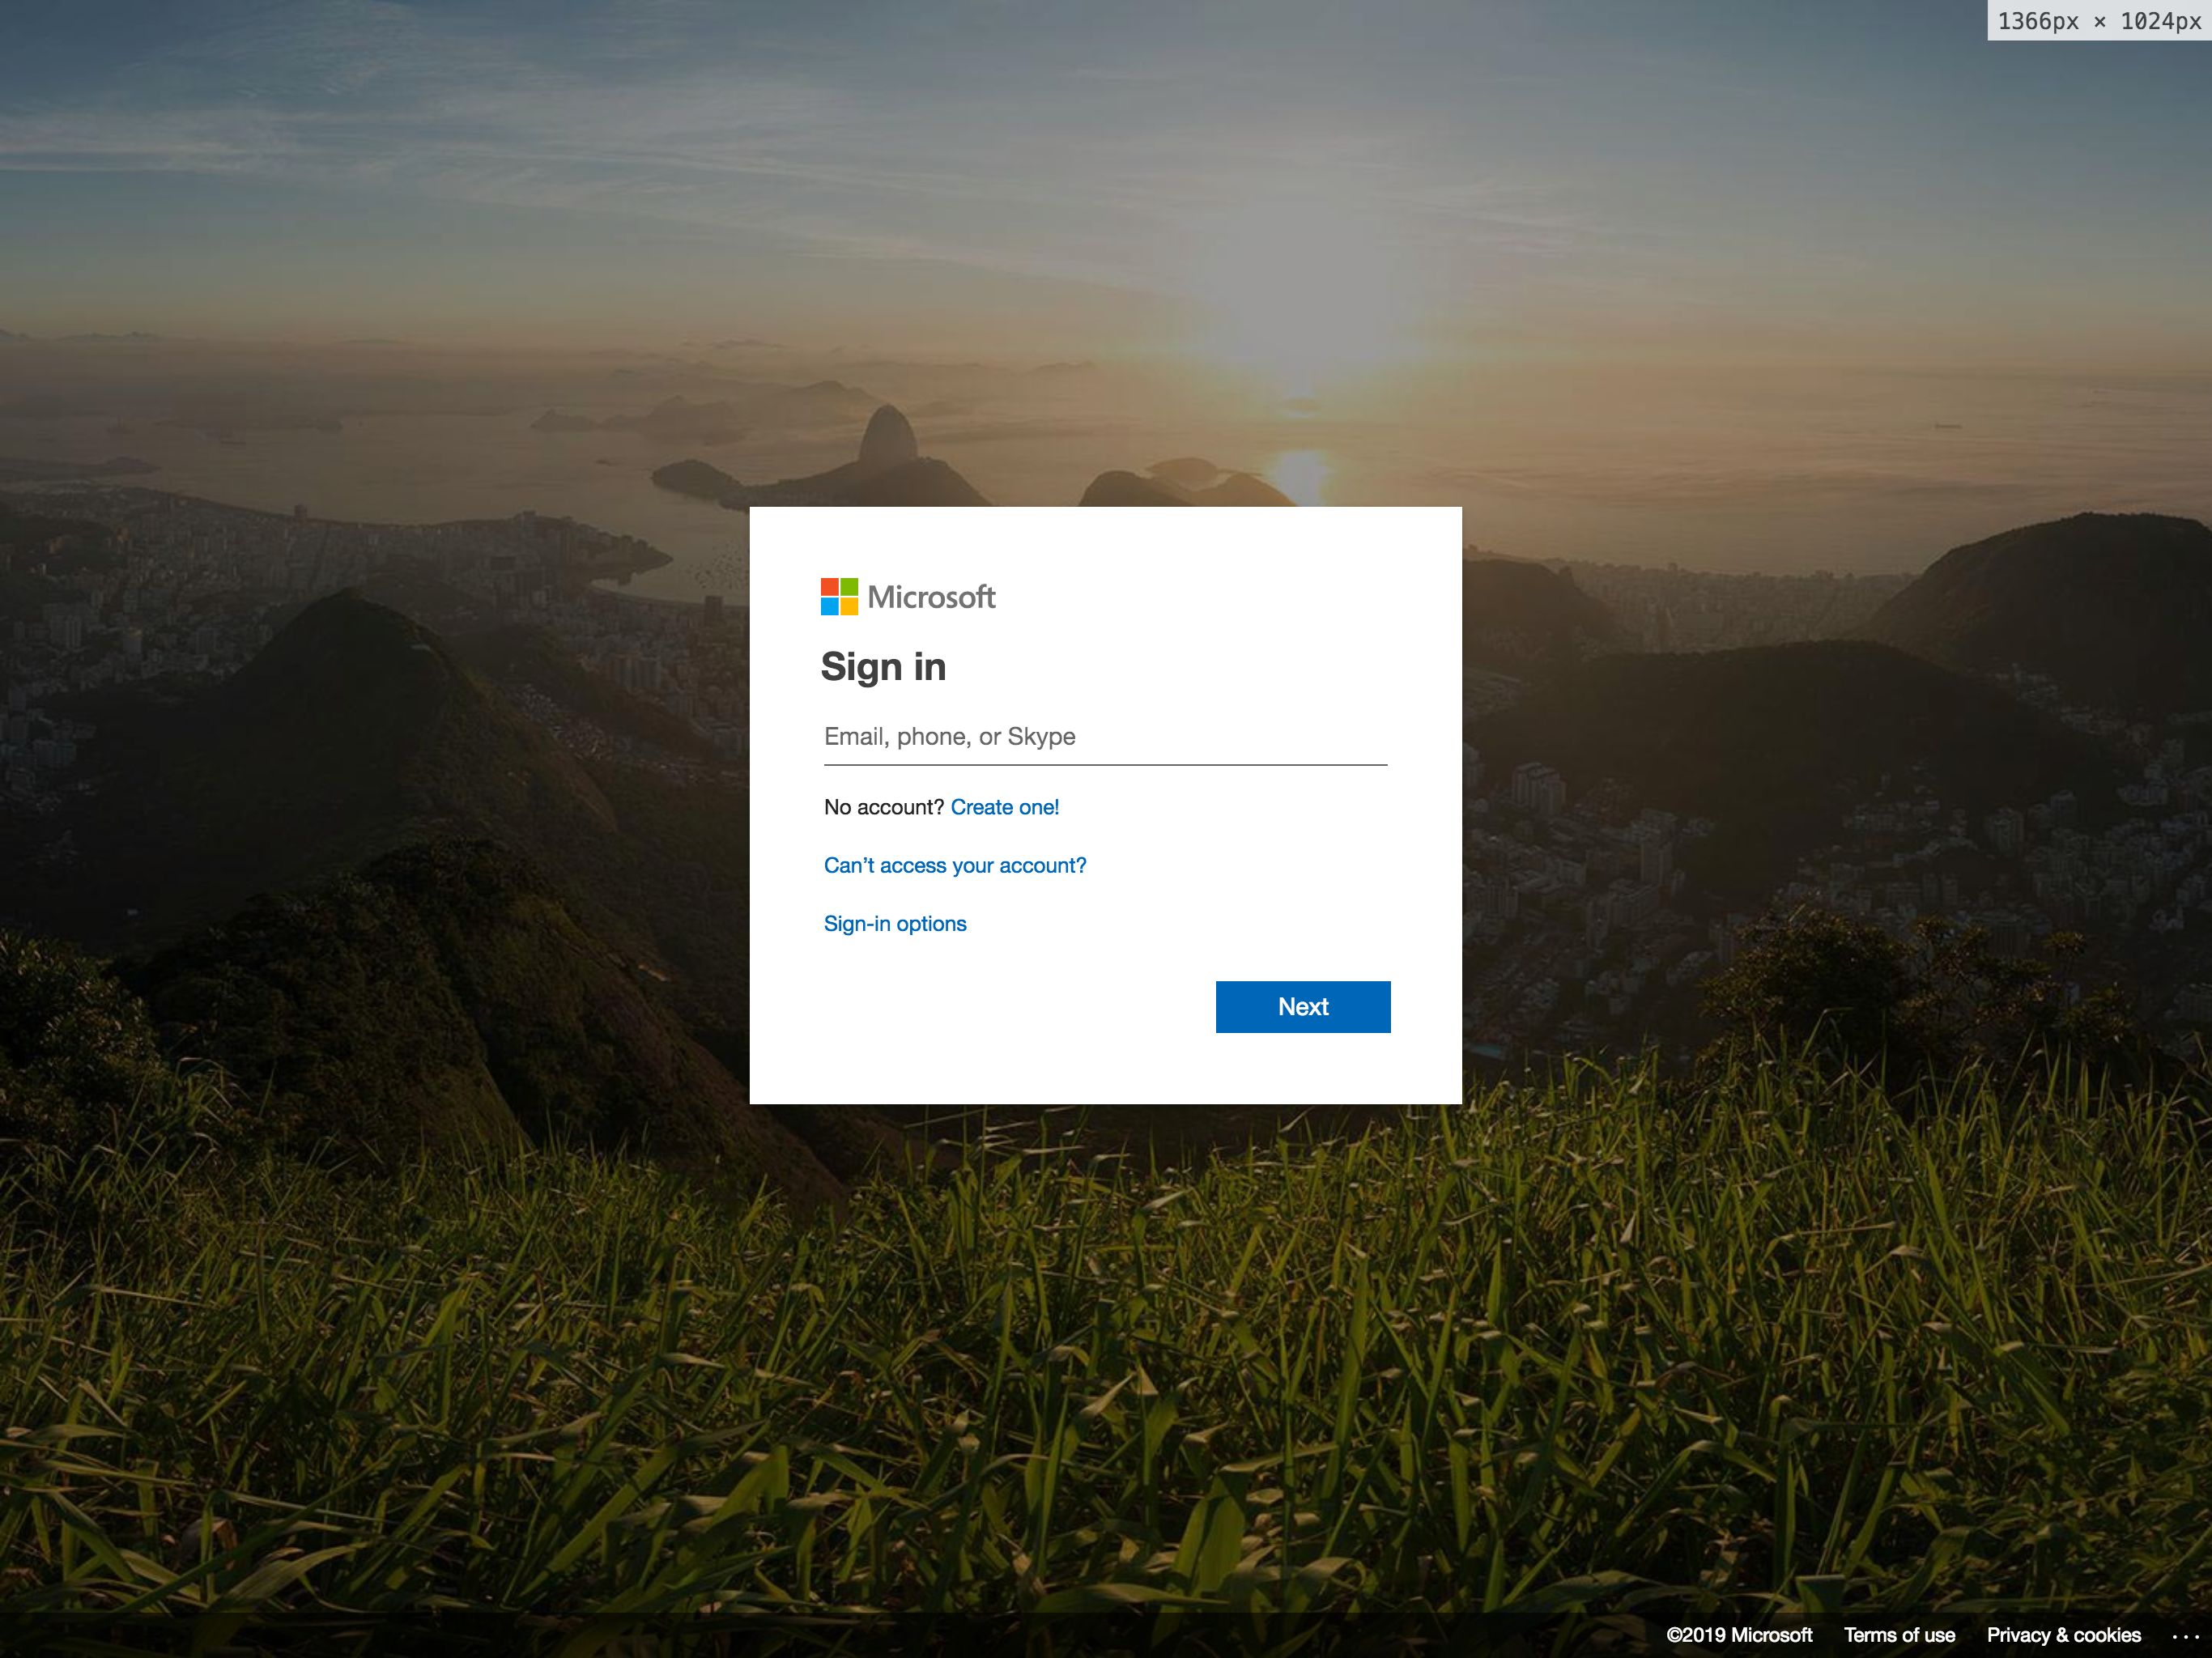 1366px × 1024px
Microsoft
Sign in
Email, phone, or Skype
No account? Create one!
Can’t access your account?
Sign-in options
Next
©2019 Microsoft Terms of use Privacy & cookies ...